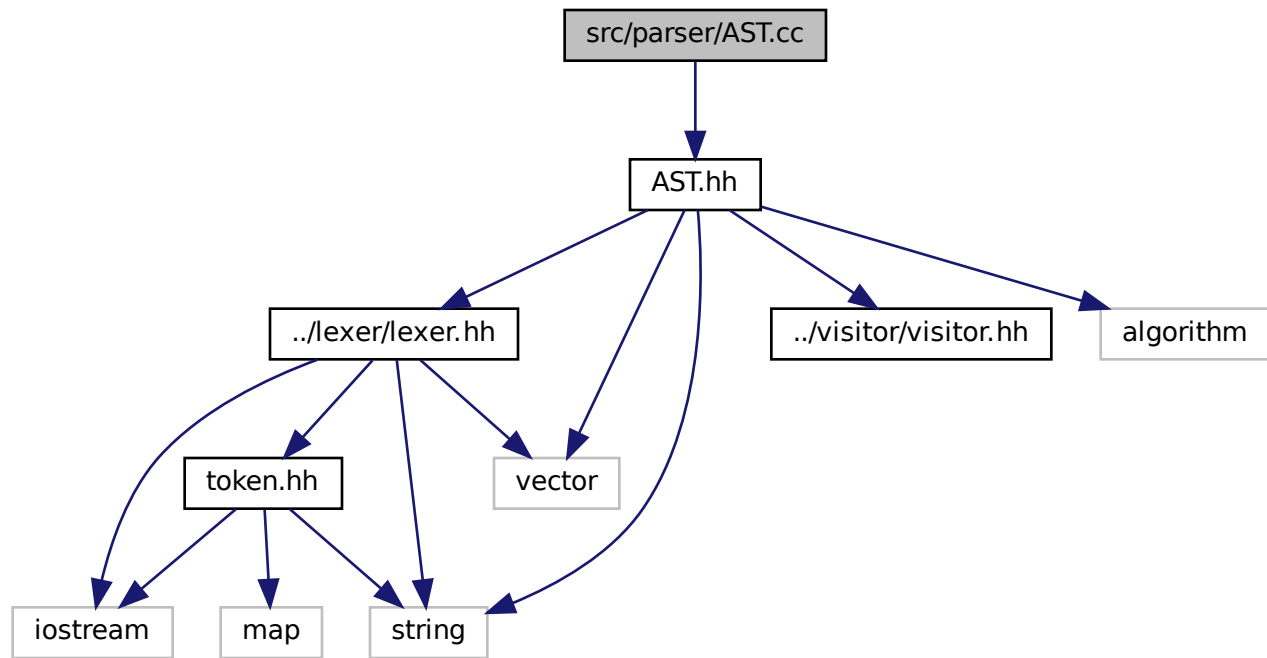 src/parser/AST.cc
AST.hh
../lexer/lexer.hh
../visitor/visitor.hh
algorithm
token.hh
vector
iostream
map
string